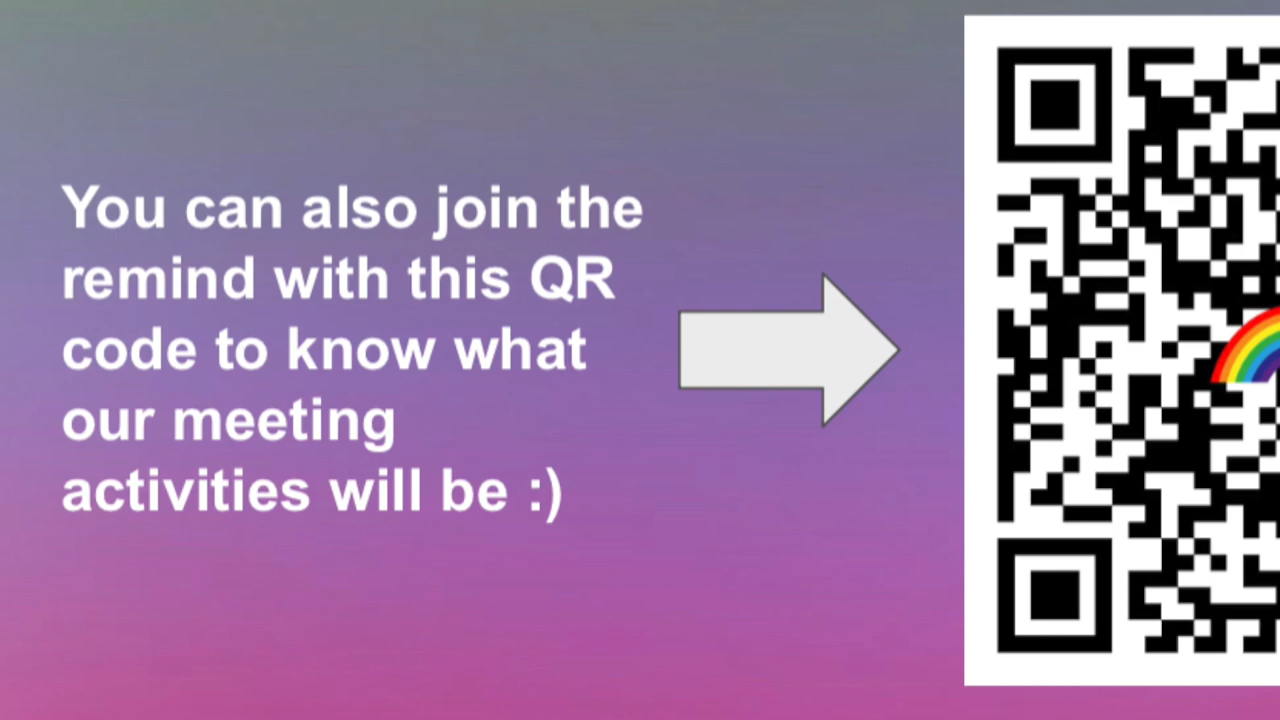 You can also join the
remind with this QR
code to know what
our meeting
activities will be :)